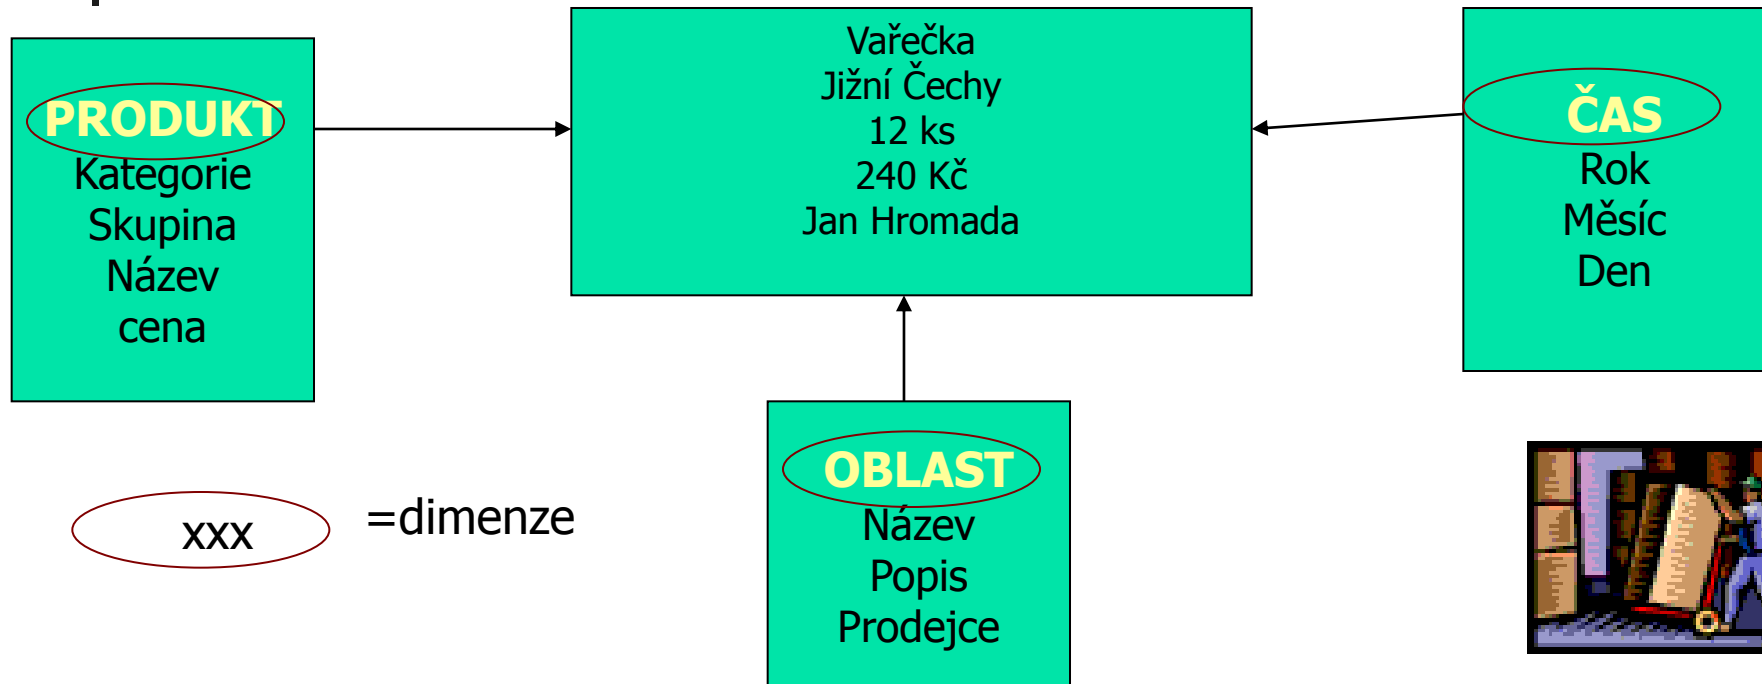 PRODUKT
Kategorie
Skupina
Název
cena
Vařečka
Jižní Čechy
12 ks
240 Kč
Jan Hromada
ČAS
Rok
Měsíc
Den
OBLAST
Název
Popis
Prodejce
xxx
=dimenze